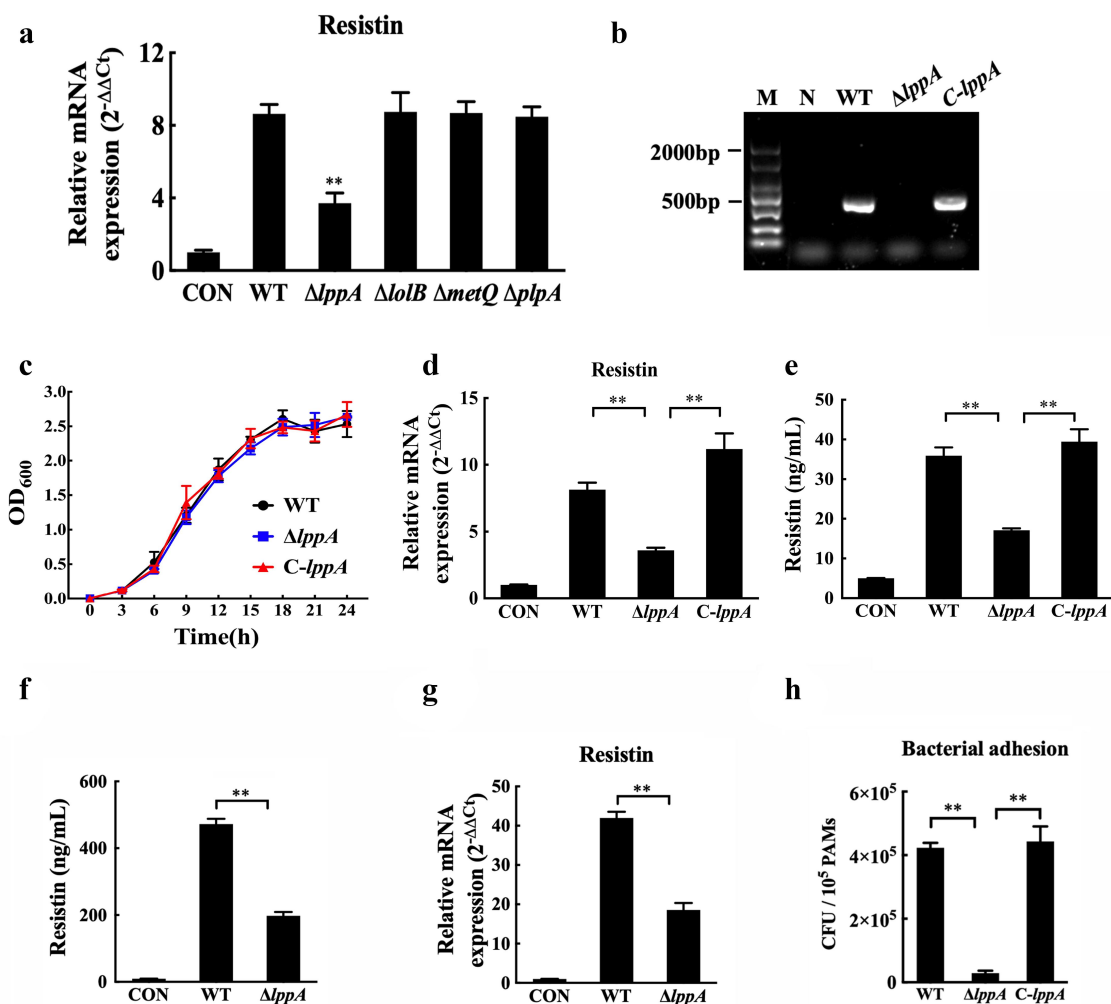 a
Resistin
Relative mRNA
expression (2-ΔΔCt)
12
8
4
0
**
CON WT ΔlppA ΔlolB ΔmetQ ΔplpA
b
M N WT ΔlppA C-lppA
2000bp
500bp
c
OD600
3.0
2.5
2.0
1.5
1.0
0.5
0.0
WT
ΔlppA
C-lppA
0 3 6 9 12 15 18 21 24
Time(h)
d
Resistin
Relative mRNA
expression (2-ΔΔCt)
15
10
5
0
** **
CON WT ΔlppA C-lppA
e
Resistin (ng/mL)
50
40
30
20
10
0
** **
CON WT ΔlppA C-lppA
f
Resistin (ng/mL)
600
400
200
0
**
CON WT ΔlppA
g
Resistin
Relative mRNA
expression (2-ΔΔCt)
50
40
30
20
10
0
**
CON WT ΔlppA
h
Bacterial adhesion
CFU / 10⁵ PAMs
6×10⁵
4×10⁵
2×10⁵
0
** **
WT ΔlppA C-lppA